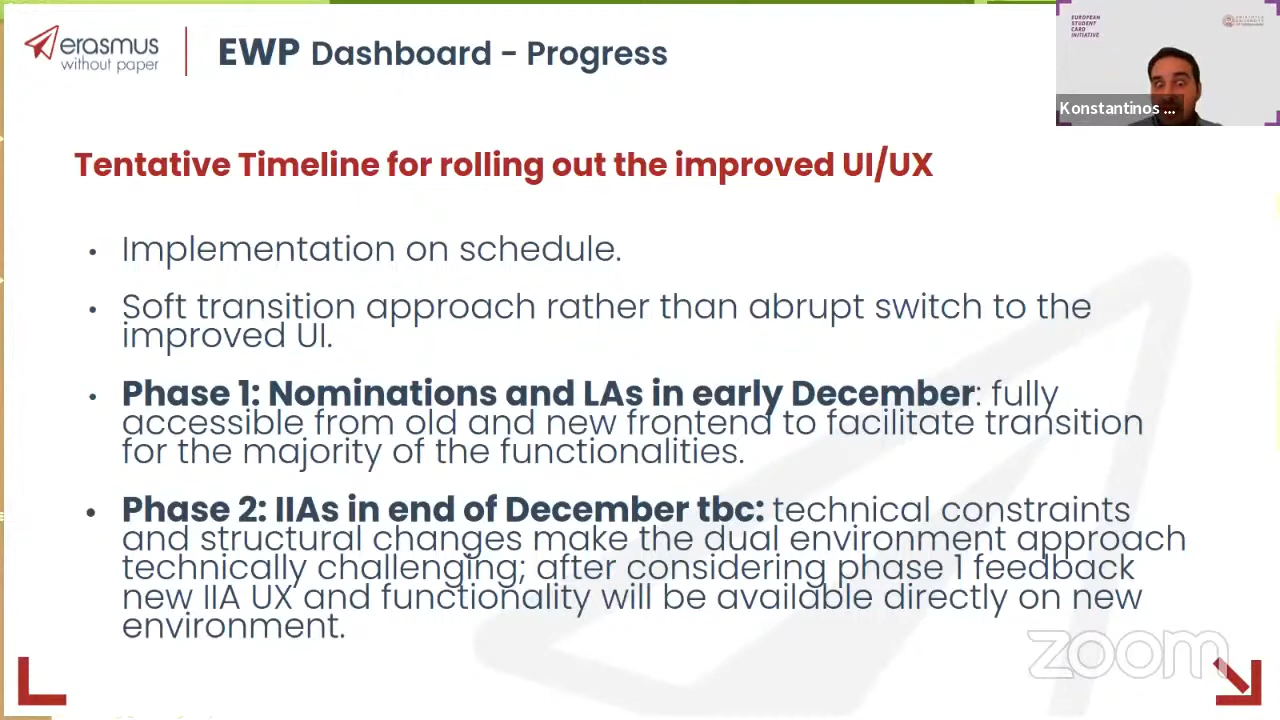 erasmus
without paper
EWP Dashboard - Progress
EUROPEAN
STUDENT
CARD
INITIATIVE
Konstantinos ...
Tentative Timeline for rolling out the improved UI/UX
• Implementation on schedule.
• Soft transition approach rather than abrupt switch to the
improved UI.
• Phase 1: Nominations and LAs in early December: fully
accessible from old and new frontend to facilitate transition
for the majority of the functionalities.
• Phase 2: IIAs in end of December tbc: technical constraints
and structural changes make the dual environment approach
technically challenging; after considering phase 1 feedback
new IIA UX and functionality will be available directly on new
environment.
zoom